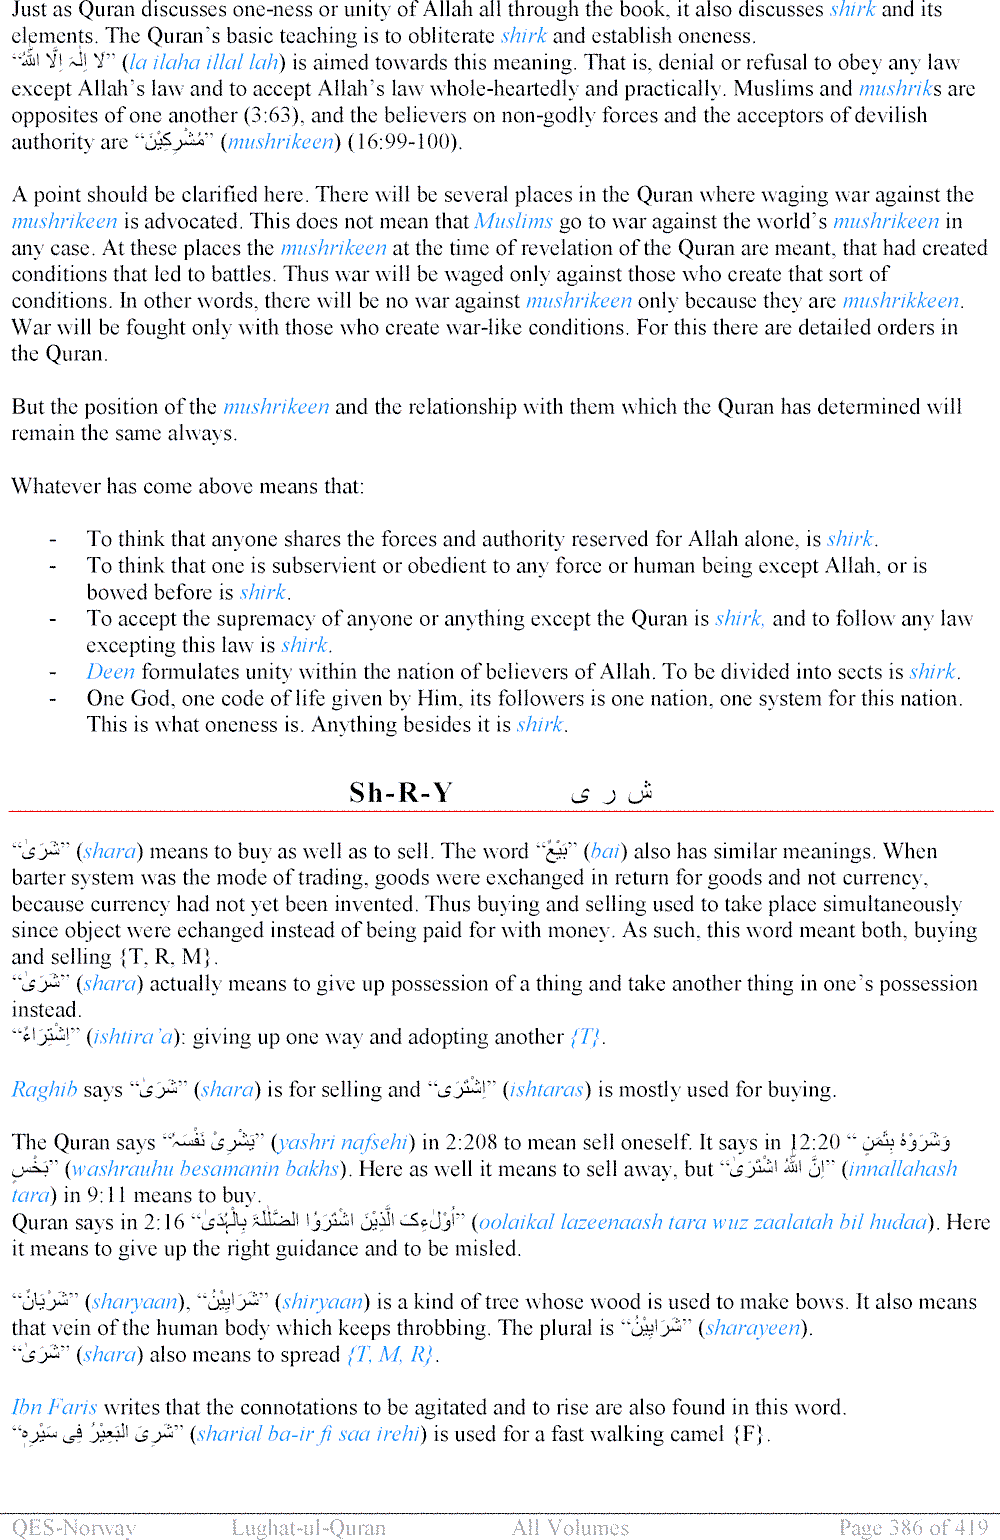 Just as Quran discusses one-ness or unity of Allah all through the book, it also discusses shirk and its
elements. The Quran's basic teaching is to obliterate shirk and establish oneness.
“لَا اِلٰہَ اِلَّا اللّٰہُ” (la ilaha illal lah) is aimed towards this meaning. That is, denial or refusal to obey any law
except Allah's law and to accept Allah's law whole-heartedly and practically. Muslims and mushriks are
opposites of one another (3:63), and the believers on non-godly forces and the acceptors of devilish
authority are “مُشْرِکِیْنَ” (mushrikeen) (16:99-100).
A point should be clarified here. There will be several places in the Quran where waging war against the
mushrikeen is advocated. This does not mean that Muslims go to war against the world's mushrikeen in
any case. At these places the mushrikeen at the time of revelation of the Quran are meant, that had created
conditions that led to battles. Thus war will be waged only against those who create that sort of
conditions. In other words, there will be no war against mushrikeen only because they are mushrikkeen.
War will be fought only with those who create war-like conditions. For this there are detailed orders in
the Quran.
But the position of the mushrikeen and the relationship with them which the Quran has determined will
remain the same always.
Whatever has come above means that:
- To think that anyone shares the forces and authority reserved for Allah alone, is shirk.
- To think that one is subservient or obedient to any force or human being except Allah, or is
bowed before is shirk.
- To accept the supremacy of anyone or anything except the Quran is shirk, and to follow any law
excepting this law is shirk.
- Deen formulates unity within the nation of believers of Allah. To be divided into sects is shirk.
- One God, one code of life given by Him, its followers is one nation, one system for this nation.
This is what oneness is. Anything besides it is shirk.
Sh-R-Y ش ر ی
“شَرَیٰ” (shara) means to buy as well as to sell. The word “بَیْعٌ” (bai) also has similar meanings. When
barter system was the mode of trading, goods were exchanged in return for goods and not currency,
because currency had not yet been invented. Thus buying and selling used to take place simultaneously
since object were echanged instead of being paid for with money. As such, this word meant both, buying
and selling {T, R, M}.
“شَرَیٰ” (shara) actually means to give up possession of a thing and take another thing in one's possession
instead.
“اِشْتِرَاءٌ” (ishtira'a): giving up one way and adopting another {T}.
Raghib says “شَرَیٰ” (shara) is for selling and “اِشْتَرَی” (ishtaras) is mostly used for buying.
The Quran says “یَشْرِیْ نَفْسَہٗ” (yashri nafsehi) in 2:208 to mean sell oneself. It says in 12:20 “وَشَرَوْہُ بِثَمَنٍ
بَخْسٍ” (washrauhu besamanin bakhs). Here as well it means to sell away, but “اِنَّ اللّٰہَ اشْتَرَیٰ” (innallahash
tara) in 9:11 means to buy.
Quran says in 2:16 “اُوْلٰءِکَ الَّذِیْنَ اشْتَرَوُا الضَّلٰلَۃَ بِالْہُدَیٰ” (oolaikal lazeenaash tara wuz zaalatah bil hudaa). Here
it means to give up the right guidance and to be misled.
“شَرْیَانٌ” (sharyaan), “شَرَایِیْنُ” (shiryaan) is a kind of tree whose wood is used to make bows. It also means
that vein of the human body which keeps throbbing. The plural is “شَرَایِیْنُ” (sharayeen).
“شَرَیٰ” (shara) also means to spread {T, M, R}.
Ibn Faris writes that the connotations to be agitated and to rise are also found in this word.
“شَرِیَ الْبَعِیْرُ فِی سَیْرِہٖ” (sharial ba-ir fi saa irehi) is used for a fast walking camel {F}.
QES-Norway Lughat-ul-Quran All Volumes Page 386 of 419